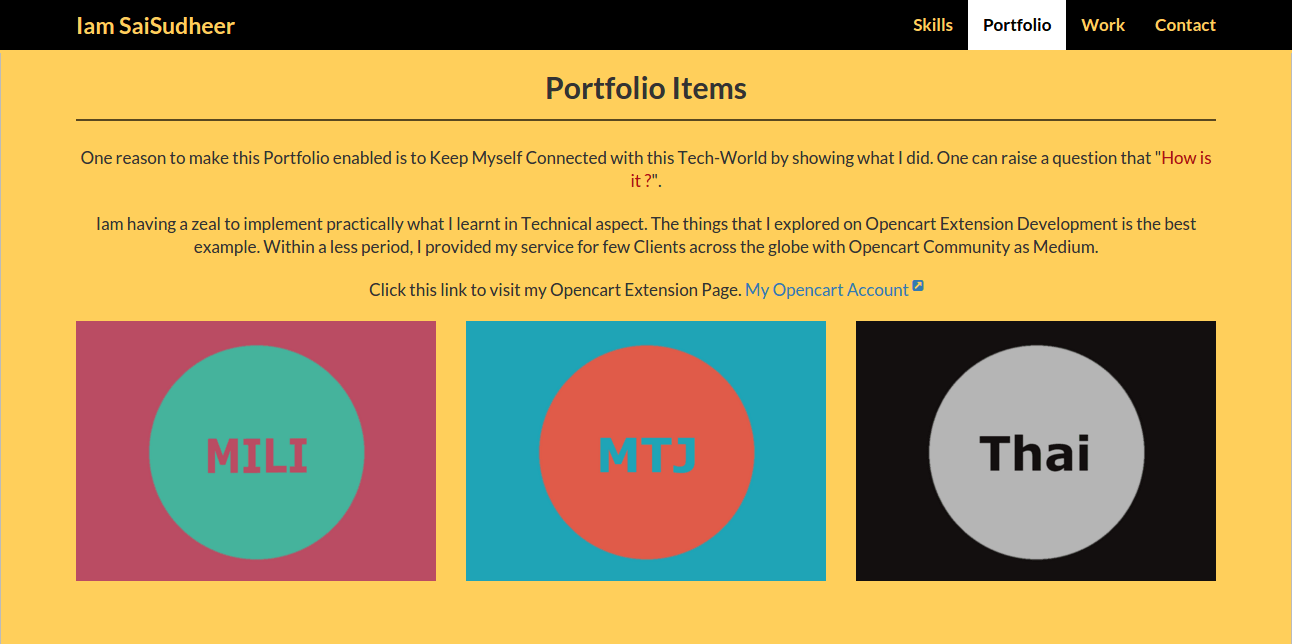 Iam SaiSudheer
Skills Portfolio Work Contact
Portfolio Items
One reason to make this Portfolio enabled is to Keep Myself Connected with this Tech-World by showing what I did. One can raise a question that "How is
it ?".
Iam having a zeal to implement practically what I learnt in Technical aspect. The things that I explored on Opencart Extension Development is the best
example. Within a less period, I provided my service for few Clients across the globe with Opencart Community as Medium.
Click this link to visit my Opencart Extension Page. My Opencart Account
MILI
MTJ
Thai